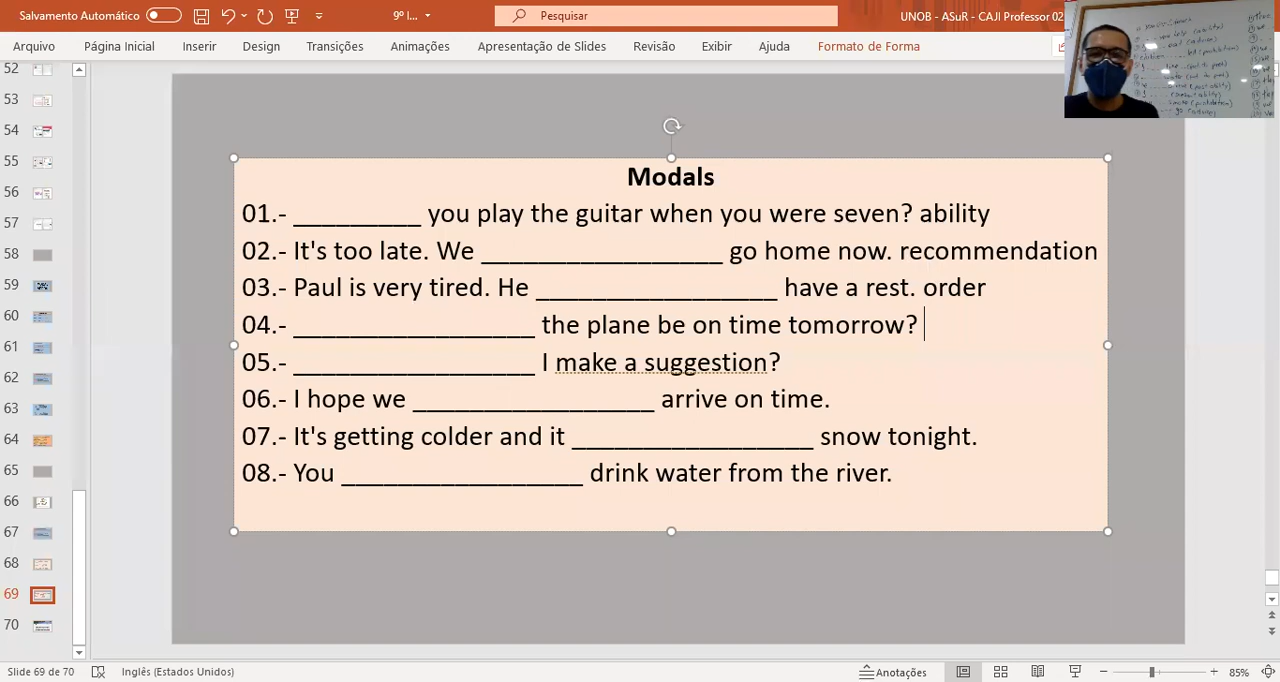 Salvamento Automático
9º I...
Pesquisar
UNOB - ASuR - CAJI Professor 02
Arquivo
Página Inicial
Inserir
Design
Transições
Animações
Apresentação de Slides
Revisão
Exibir
Ajuda
Formato de Forma
52
53
54
55
56
57
58
59
60
61
62
63
64
65
66
67
68
69
70
Modals
01.- _________ you play the guitar when you were seven? ability
02.- It's too late. We _________________ go home now. recommendation
03.- Paul is very tired. He _________________ have a rest. order
04.- _________________ the plane be on time tomorrow?
05.- _________________ I make a suggestion?
06.- I hope we _________________ arrive on time.
07.- It's getting colder and it _________________ snow tonight.
08.- You _________________ drink water from the river.
Slide 69 de 70
Inglês (Estados Unidos)
Anotações
85%